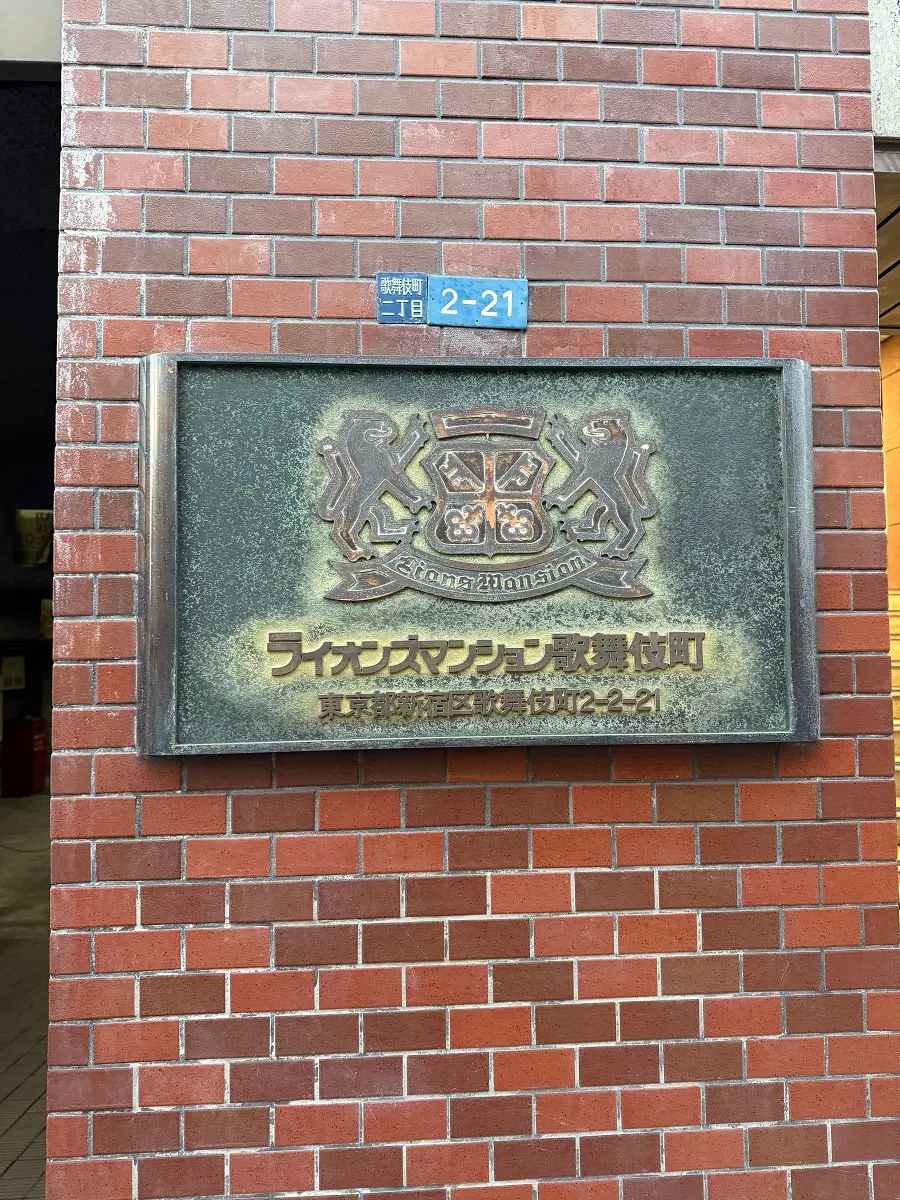 歌舞伎町
二丁目
2-21
Lions Mansion
ライオンズマンション歌舞伎町
東京都新宿区歌舞伎町2-2-21